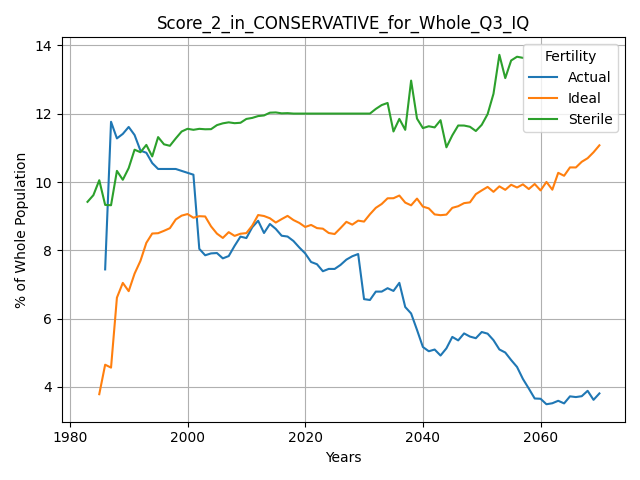 Score_2_in_CONSERVATIVE_for_Whole_Q3_IQ
14
12
10
8
6
4
% of Whole Population
Fertility
Actual
Ideal
Sterile
1980
2000
2020
2040
2060
Years